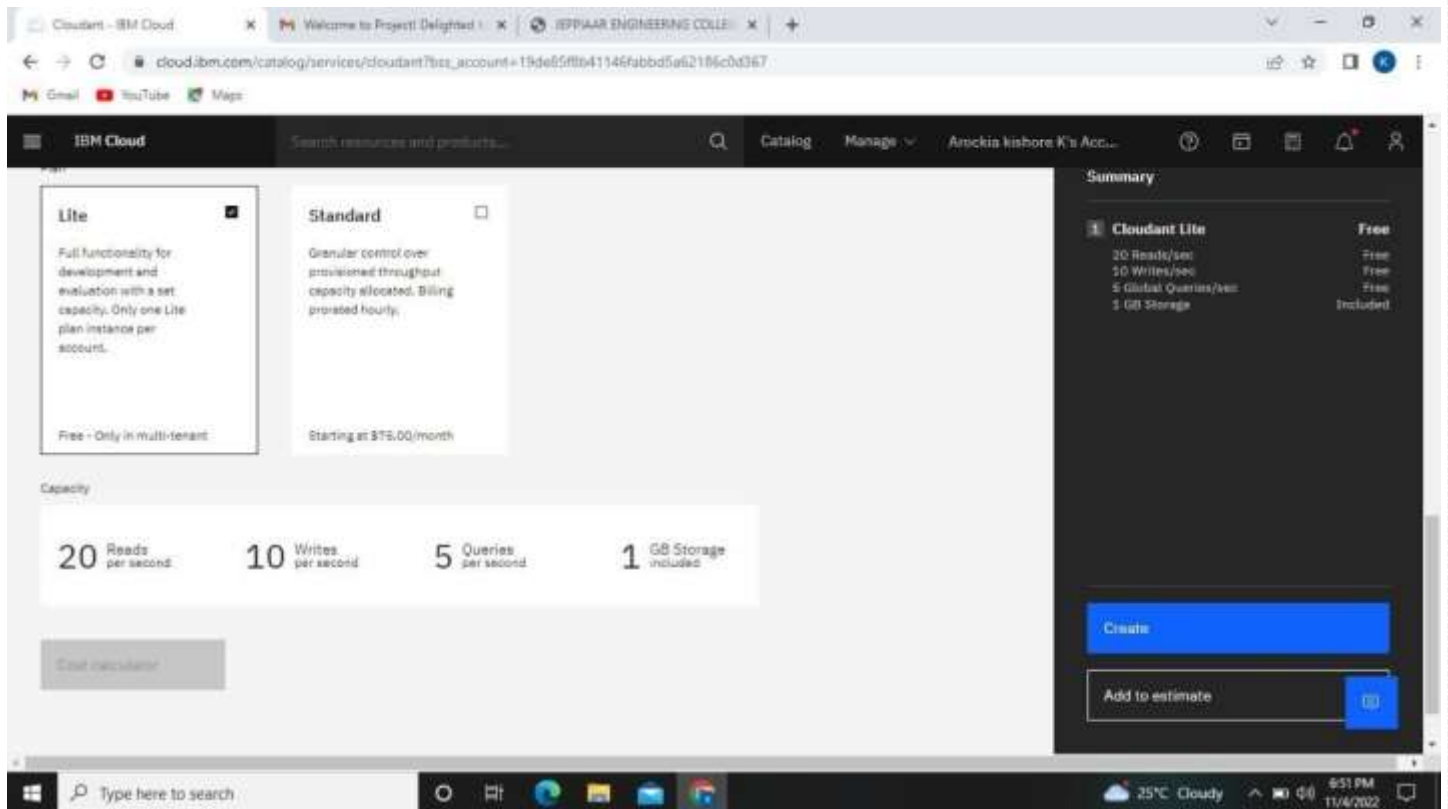 Cloudant - IBM Cloud
Welcome to Project! Delighted
JEPPIAAR ENGINEERING COLLE
cloud.ibm.com/catalog/services/cloudant?bss_account=
Gmail
YouTube
Maps
IBM Cloud
Search resources and products...
Catalog
Manage
Arockia kishore K's Acc...
Plan
Lite
Full functionality for
development and
evaluation with a set
capacity. Only one Lite
plan instance per
account.
Free - Only in multi-tenant
Standard
Granular control over
provisioned throughput
capacity allocated. Billing
prorated hourly.
Starting at $75.00/month
Capacity
20 Reads per second
10 Writes per second
5 Queries per second
1 GB Storage included
Cost calculator
Summary
1 Cloudant Lite Free
20 Reads/sec Free
10 Writes/sec Free
5 Global Queries/sec Free
1 GB Storage Included
Create
Add to estimate
Type here to search
25°C Cloudy
6:51 PM
11/4/2022